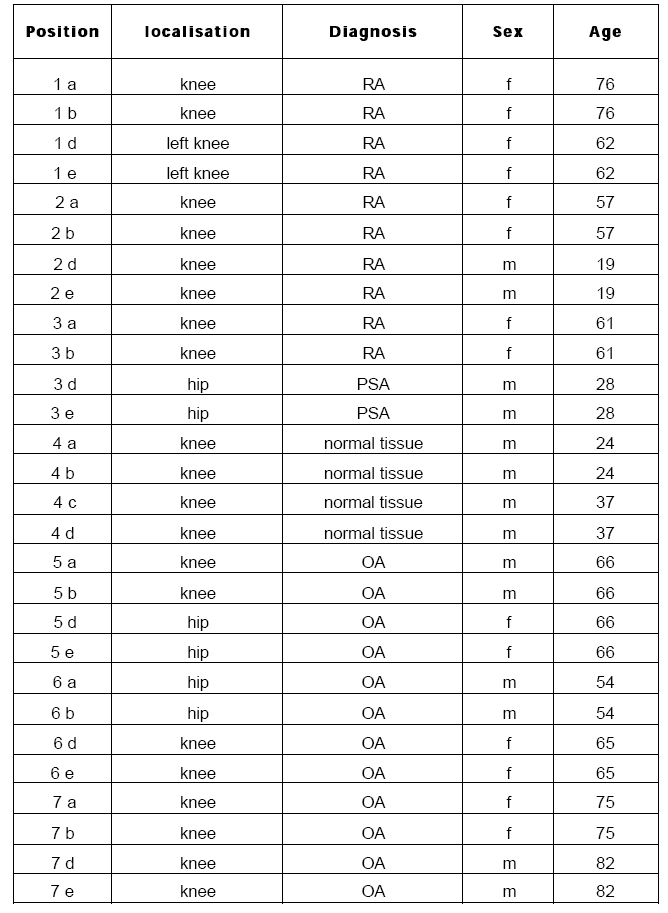 Position localisation Diagnosis Sex Age
1 a knee RA f 76
1 b knee RA f 76
1 d left knee RA f 62
1 e left knee RA f 62
2 a knee RA f 57
2 b knee RA f 57
2 d knee RA m 19
2 e knee RA m 19
3 a knee RA f 61
3 b knee RA f 61
3 d hip PSA m 28
3 e hip PSA m 28
4 a knee normal tissue m 24
4 b knee normal tissue m 24
4 c knee normal tissue m 37
4 d knee normal tissue m 37
5 a knee OA m 66
5 b knee OA m 66
5 d hip OA f 66
5 e hip OA f 66
6 a hip OA m 54
6 b hip OA m 54
6 d knee OA f 65
6 e knee OA f 65
7 a knee OA f 75
7 b knee OA f 75
7 d knee OA m 82
7 e knee OA m 82